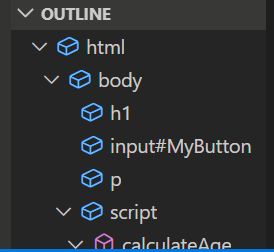 OUTLINE
html
body
h1
input#MyButton
p
script
calculateAge